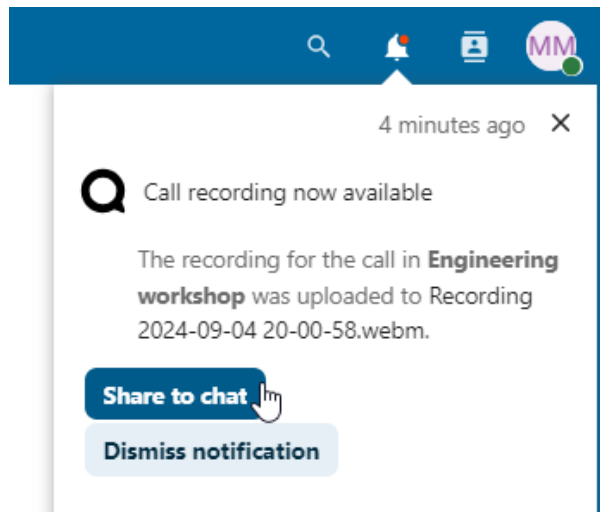 MM
4 minutes ago
Call recording now available
The recording for the call in Engineering
workshop was uploaded to Recording
2024-09-04 20-00-58.webm.
Share to chat
Dismiss notification